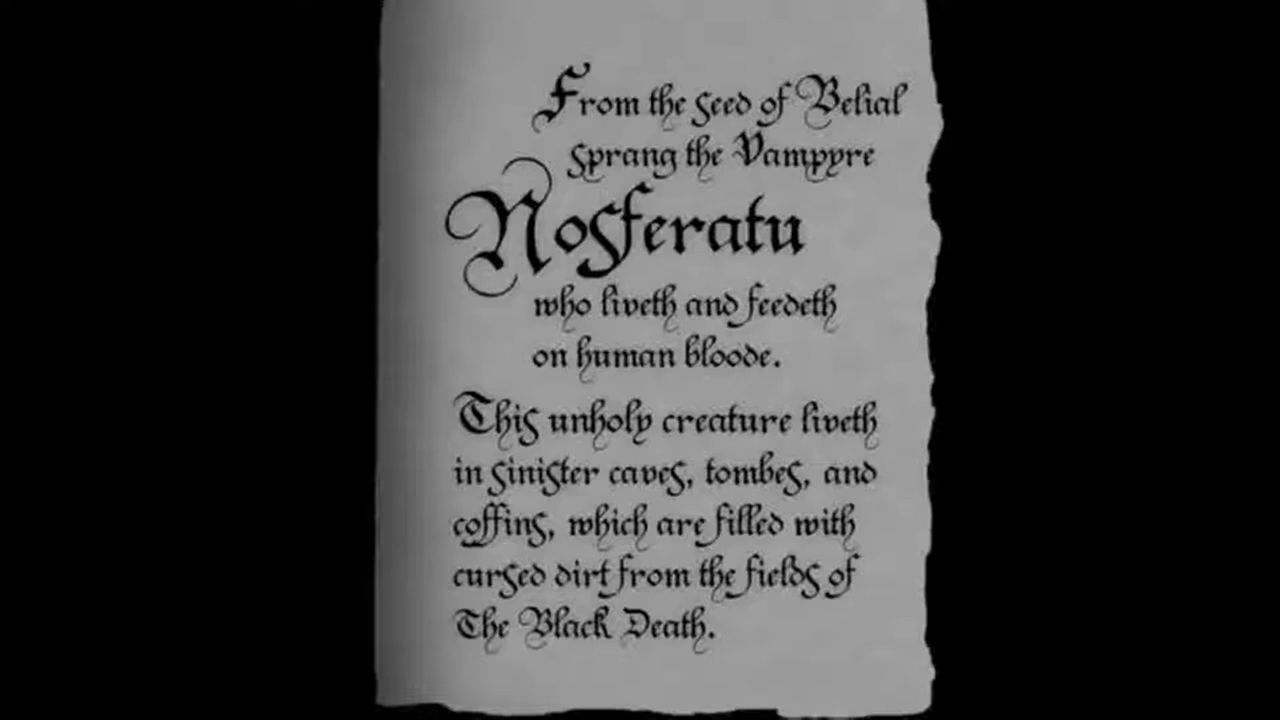 From the seed of Belial
sprang the Vampyre
Nosferatu
who liveth and feedeth
on human bloode.
This unholy creature liveth
in sinister caves, tombes, and
coffins, which are filled with
cursed dirt from the fields of
The Black Death.